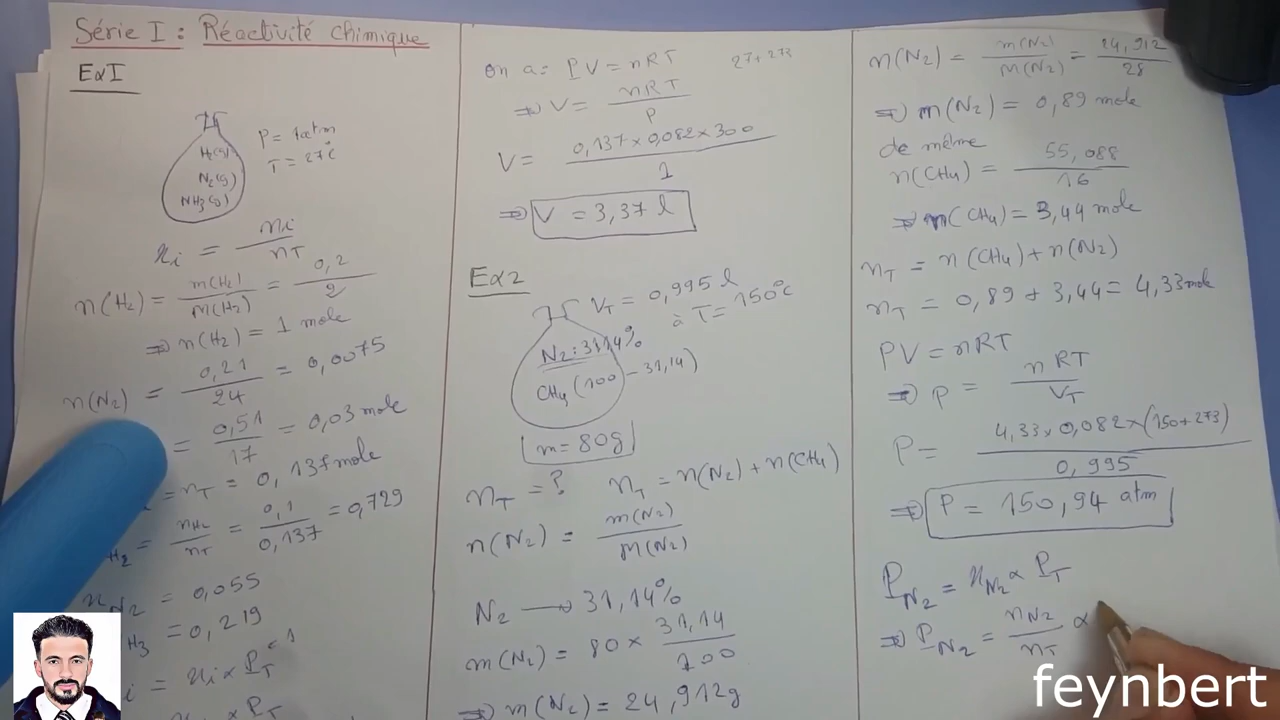 Série I : Réactivité chimique
ExI
P = 1atm
T = 27°c
H2(g)
N2(g)
NH3(g)
xi = ni / nT
n(H2) = m(H2) / M(H2) = 0,2 / 2
⇒ n(H2) = 1 mole
n(N2) = 0,21 / 24 = 0,0075
= 0,51 / 17 = 0,03 mole
= nT = 0,137 mole
H2 = nH2 / nT = 0,1 / 0,137 = 0,729
xN2 = 0,055
H3 = 0,219
i = xi × PT = 1
× PT
on a : PV = nRT 27+273
⇒ V = nRT / P
V = 0,137 × 0,082 × 300 / 1
⇒ V = 3,37 l
Ex2
VT = 0,995 l
à T = 150°c
N2 : 31,14%
CH4 (100 - 31,14)
m = 80g
nT = ? nT = n(N2) + n(CH4)
n(N2) = m(N2) / M(N2)
N2 → 31,14%
m(N2) = 80 × 31,14 / 100
⇒ m(N2) = 24,912g
n(N2) = m(N2) / M(N2) = 24,912 / 28
⇒ n(N2) = 0,89 mole
de même
n(CH4) = 55,088 / 16
⇒ n(CH4) = 3,44 mole
nT = n(CH4) + n(N2)
nT = 0,89 + 3,44 = 4,33 mole
PV = nRT
⇒ P = nRT / VT
P = 4,33 × 0,082 × (150+273) / 0,995
⇒ P = 150,94 atm
PN2 = xN2 × PT
⇒ PN2 = nN2 / nT ×
feynbert